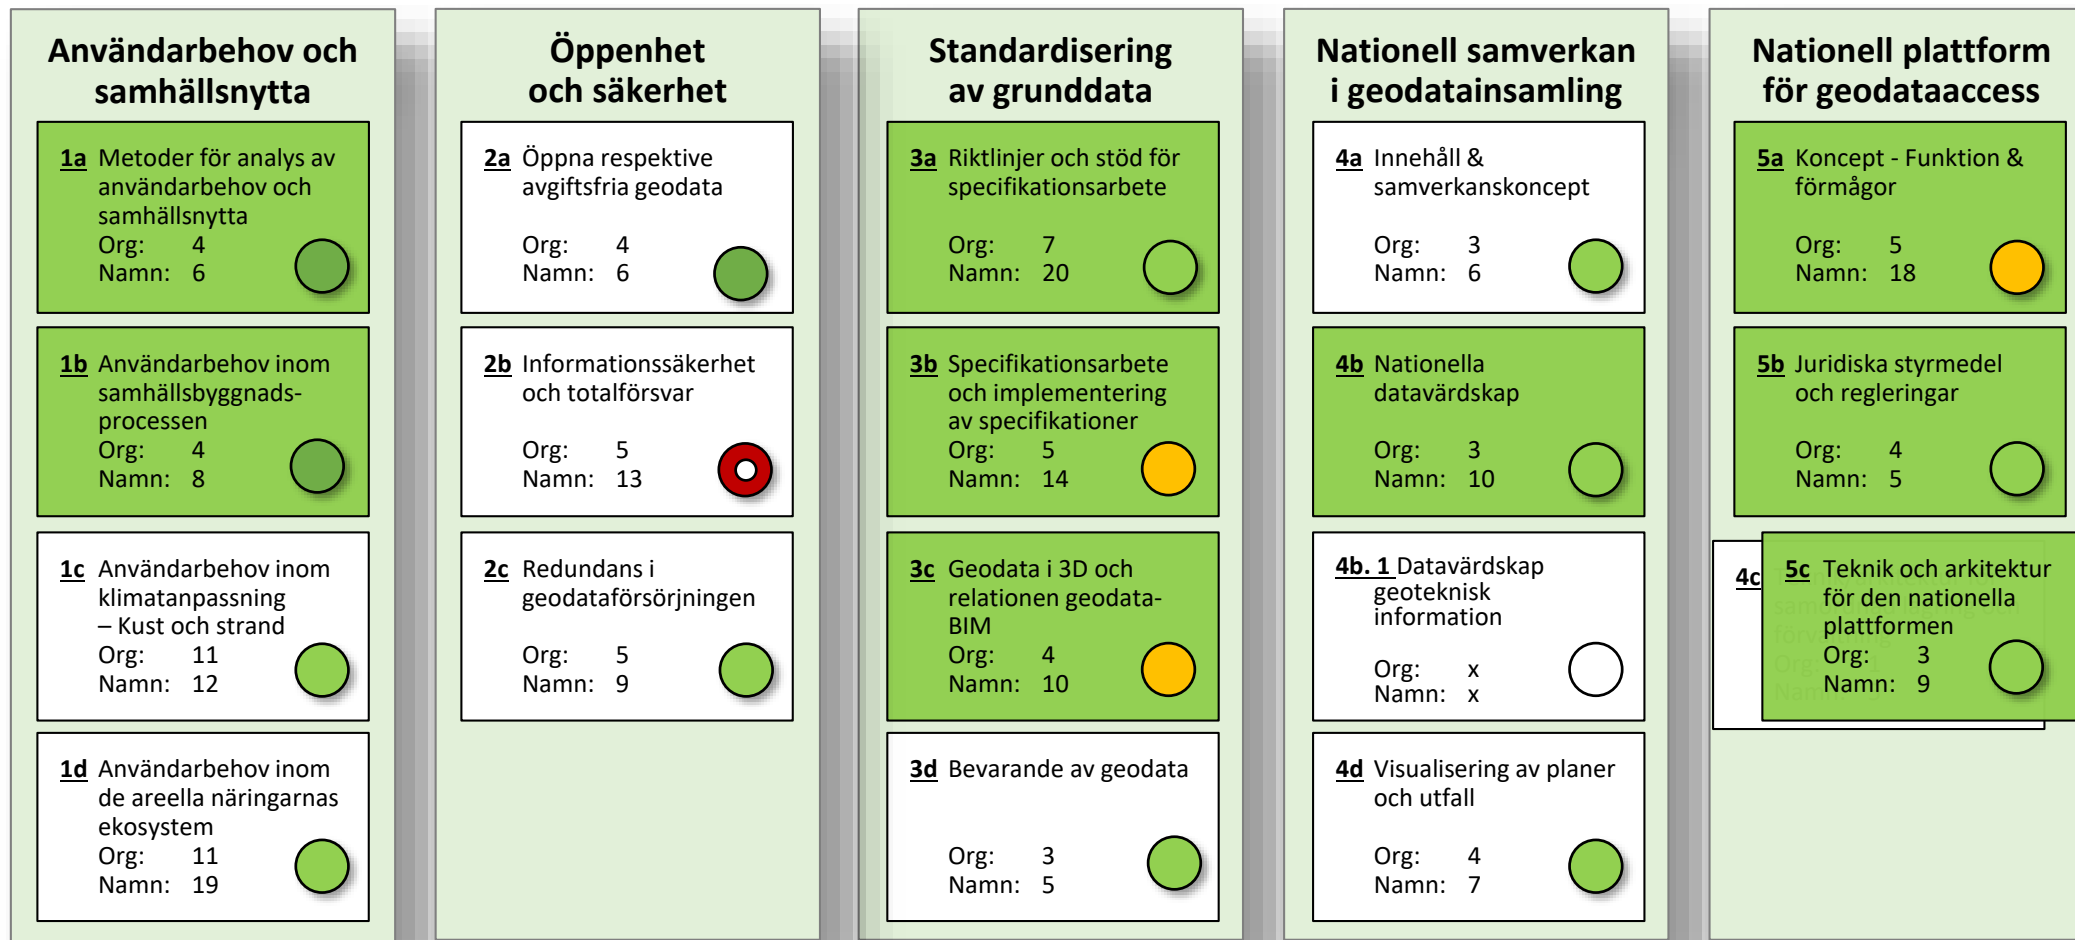 Användarbehov och
samhällsnytta
1a Metoder för analys av
användarbehov och
samhällsnytta
Org: 4
Namn: 6
1b Användarbehov inom
samhällsbyggnads-
processen
Org: 4
Namn: 8
1c Användarbehov inom
klimatanpassning
– Kust och strand
Org: 11
Namn: 12
1d Användarbehov inom
de areella näringarnas
ekosystem
Org: 11
Namn: 19
Öppenhet
och säkerhet
2a Öppna respektive
avgiftsfria geodata
Org: 4
Namn: 6
2b Informationssäkerhet
och totalförsvar
Org: 5
Namn: 13
2c Redundans i
geodataförsörjningen
Org: 5
Namn: 9
Standardisering
av grunddata
3a Riktlinjer och stöd för
specifikationsarbete
Org: 7
Namn: 20
3b Specifikationsarbete
och implementering
av specifikationer
Org: 5
Namn: 14
3c Geodata i 3D och
relationen geodata-
BIM
Org: 4
Namn: 10
3d Bevarande av geodata
Org: 3
Namn: 5
Nationell samverkan
i geodatainsamling
4a Innehåll &
samverkanskoncept
Org: 3
Namn: 6
4b Nationella
datavärdskap
Org: 3
Namn: 10
4b. 1 Datavärdskap
geoteknisk
information
Org: x
Namn: x
4d Visualisering av planer
och utfall
Org: 4
Namn: 7
Nationell plattform
för geodataaccess
5a Koncept - Funktion &
förmågor
Org: 5
Namn: 18
5b Juridiska styrmedel
och regleringar
Org: 4
Namn: 5
4c
5c Teknik och arkitektur
för den nationella
plattformen
Org: 3
Namn: 9